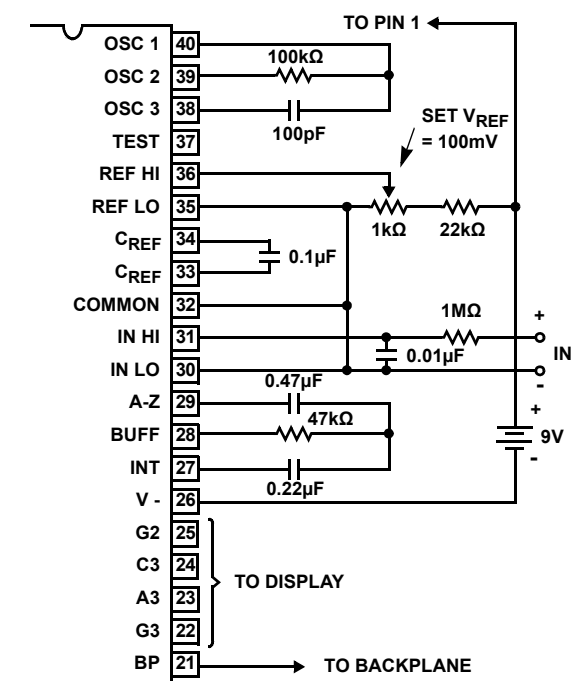 TO PIN 1
OSC 1 40
100kΩ
OSC 2 39
OSC 3 38
100pF
SET VREF
= 100mV
TEST 37
REF HI 36
REF LO 35
1kΩ 22kΩ
CREF 34
0.1µF
CREF 33
COMMON 32
1MΩ
+
IN HI 31
0.01µF
IN
IN LO 30
-
0.47µF
A-Z 29
+
47kΩ
BUFF 28
9V
-
INT 27
0.22µF
V - 26
G2 25
C3 24
TO DISPLAY
A3 23
G3 22
BP 21
TO BACKPLANE